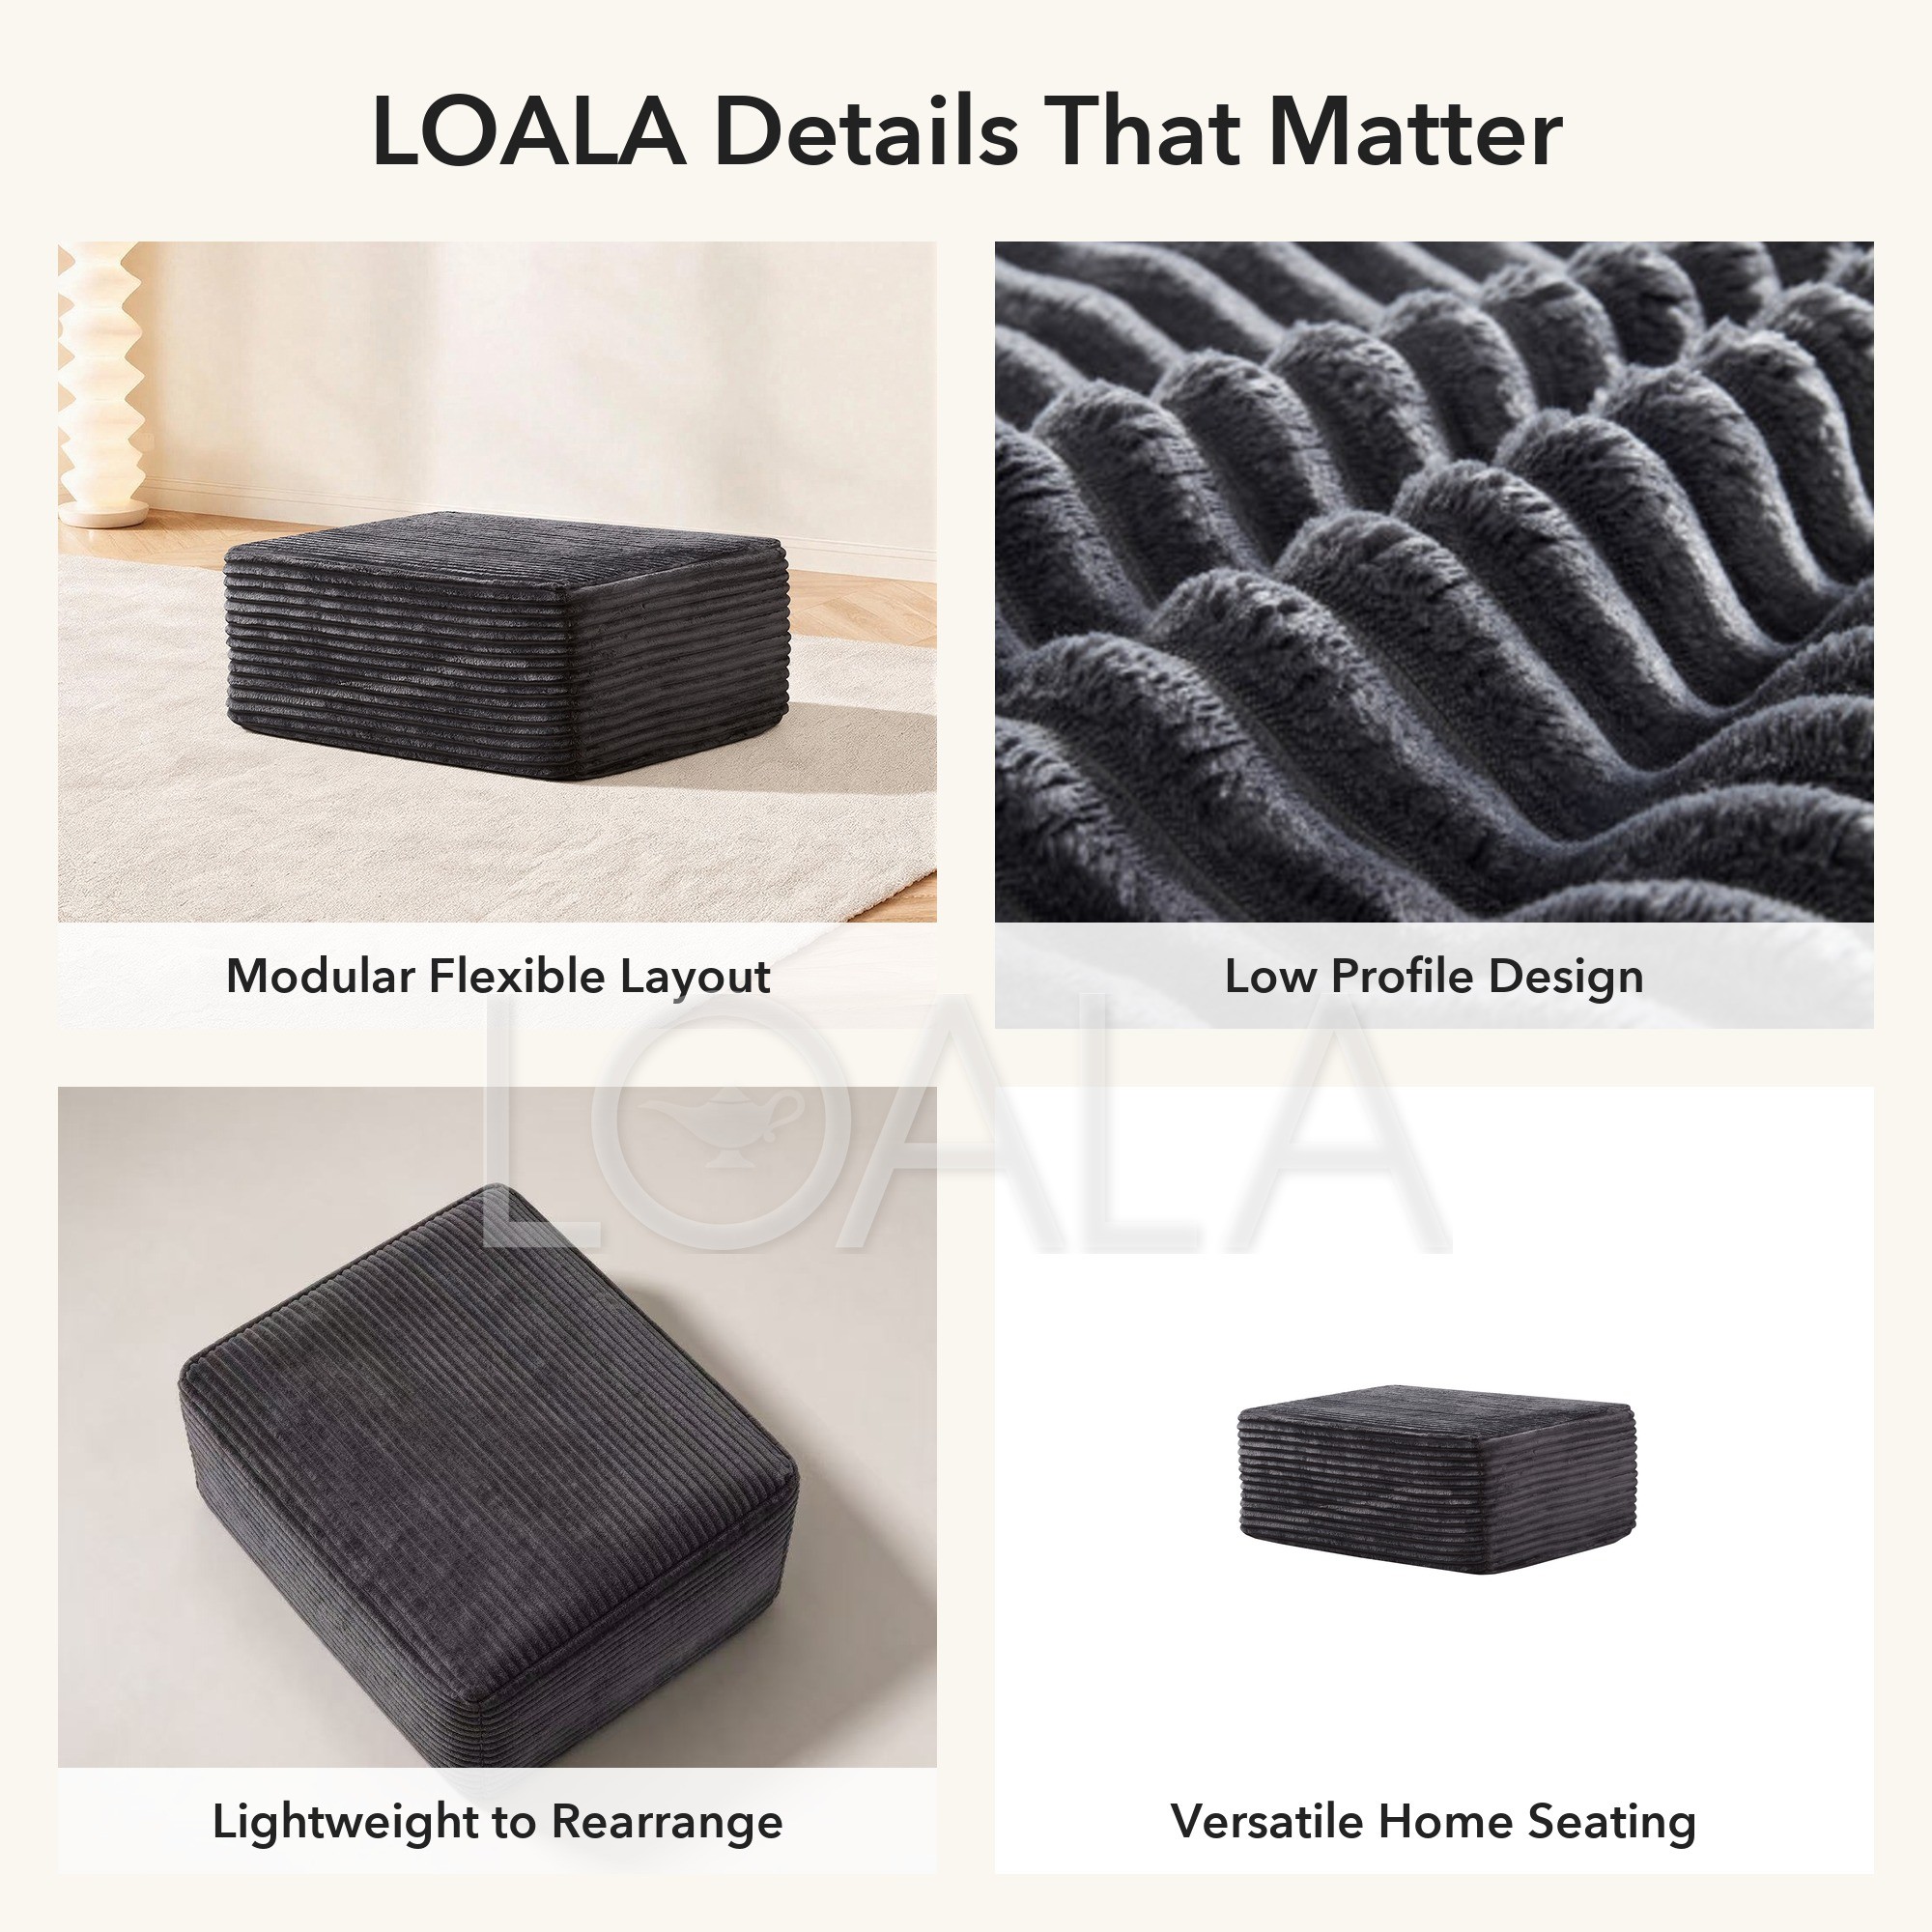 LOALA Details That Matter
Modular Flexible Layout
Low Profile Design
LOALA
Lightweight to Rearrange
Versatile Home Seating